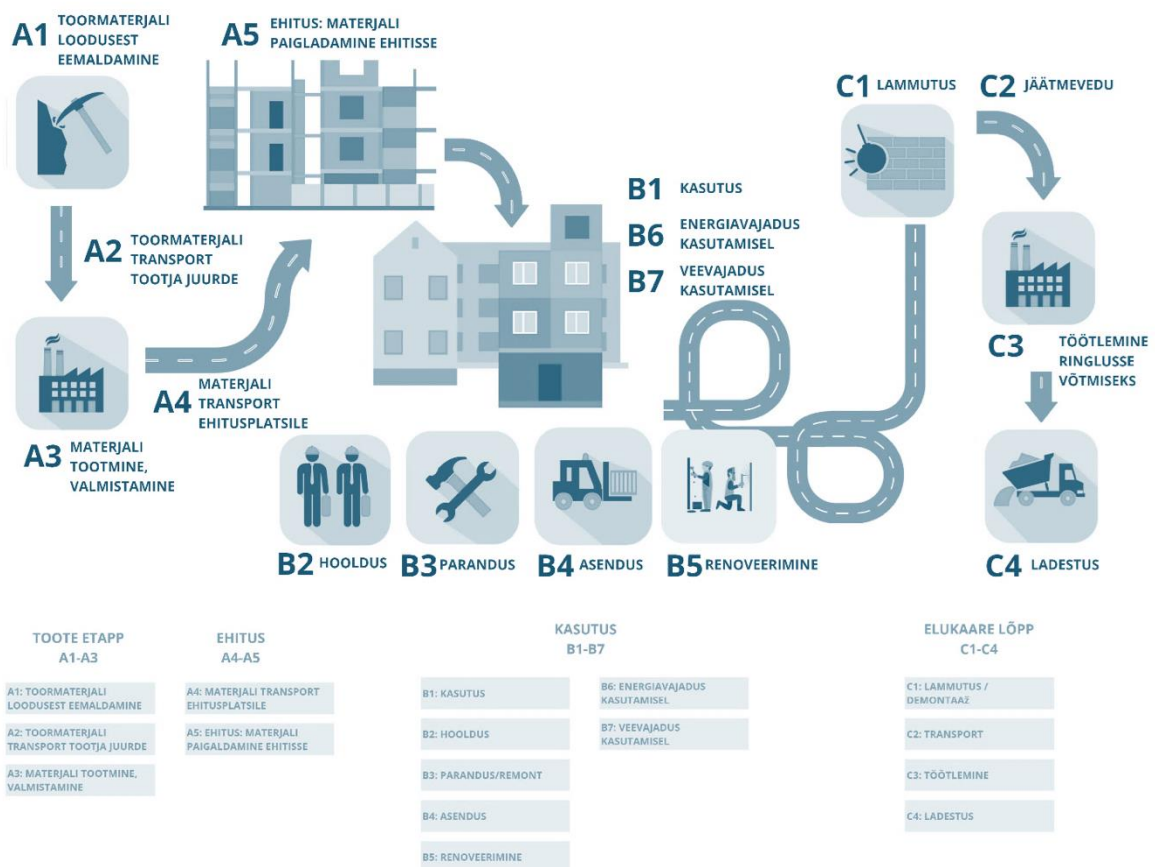 A1 TOORMATERJALI
LOODUSEST
EEMALDAMINE
A5 EHITUS: MATERJALI
PAIGLADAMINE EHITISSE
C1 LAMMUTUS
C2 JÄÄTMEVEDU
A2 TOORMATERJALI
TRANSPORT
TOOTJA JUURDE
B1 KASUTUS
B6 ENERGIAVAJADUS
KASUTAMISEL
B7 VEEVAJADUS
KASUTAMISEL
C3 TÖÖTLEMINE
RINGLUSSE
VÕTMISEKS
A4 MATERJALI
TRANSPORT
EHITUSPLATSILE
A3 MATERJALI
TOOTMINE,
VALMISTAMINE
B2 HOOLDUS
B3 PARANDUS
B4 ASENDUS
B5 RENOVEERIMINE
C4 LADESTUS
TOOTE ETAPP
A1-A3
A1: TOORMATERJALI
LOODUSEST EEMALDAMINE
A2: TOORMATERJALI
TRANSPORT TOOTJA JUURDE
A3: MATERJALI TOOTMINE,
VALMISTAMINE
EHITUS
A4-A5
A4: MATERJALI TRANSPORT
EHITUSPLATSILE
A5: EHITUS: MATERJALI
PAIGALDAMINE EHITISSE
KASUTUS
B1-B7
B1: KASUTUS
B2: HOOLDUS
B3: PARANDUS/REMONT
B4: ASENDUS
B5: RENOVEERIMINE
B6: ENERGIAVAJADUS
KASUTAMISEL
B7: VEEVAJADUS
KASUTAMISEL
ELUKAARE LÕPP
C1-C4
C1: LAMMUTUS /
DEMONTAAŽ
C2: TRANSPORT
C3: TÖÖTLEMINE
C4: LADESTUS